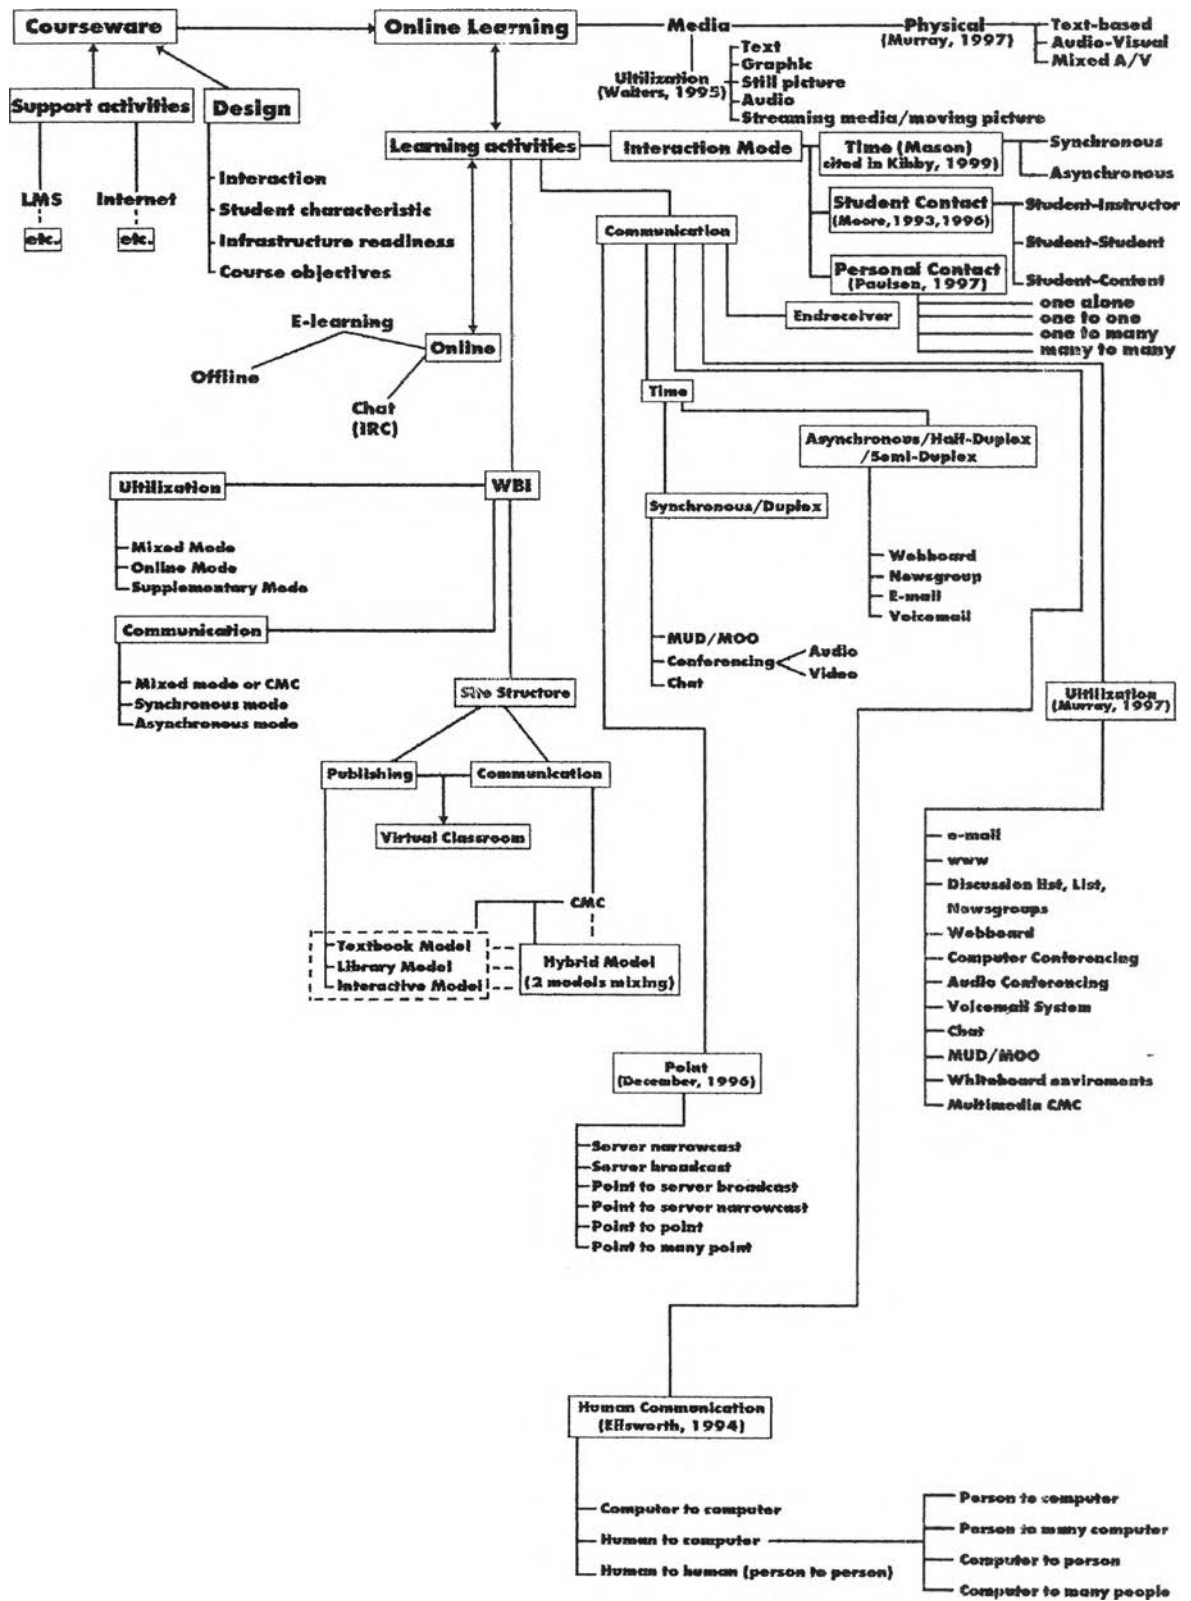 Courseware
Online Learning
Media
Physical
(Murray, 1997)
Text-based
Audio-Visual
Mixed A/V
Uitilization
(Walters, 1995)
Text
Graphic
Still picture
Audio
Streaming media/moving picture
Support activities
Design
LMS
Internet
etc.
etc.
Interaction
Student characteristic
Infrastructure readiness
Course objectives
Learning activities
Interaction Mode
Time (Mason)
cited in Kibby, 1999)
Synchronous
Asynchronous
Student Contact
(Moore,1993,1996)
Student-Instructor
Student-Student
Student-Content
Personal Contact
(Paulsen, 1997)
one alone
one to one
one to many
many to many
Communication
Endreceiver
E-learning
Online
Offline
Chat
(IRC)
Time
Asynchronous/Half-Duplex
/Semi-Duplex
Synchronous/Duplex
Webboard
Newsgroup
E-mail
Voicemail
MUD/MOO
Conferencing
Audio
Video
Chat
Uitilization
WBI
Mixed Mode
Online Mode
Supplementary Mode
Communication
Mixed mode or CMC
Synchronous mode
Asynchronous mode
Site Structure
Publishing
Communication
Virtual Classroom
CMC
Textbook Model
Library Model
Interactive Model
Hybrid Model
(2 models mixing)
Uitilization
(Murray, 1997)
e-mail
www
Discussion list, List,
Newsgroups
Webboard
Computer Conferencing
Audio Conferencing
Voicemail System
Chat
MUD/MOO
Whiteboard enviroments
Multimedia CMC
Point
(December, 1996)
Server narrowcast
Server broadcast
Point to server broadcast
Point to server narrowcast
Point to point
Point to many point
Human Communication
(Ellsworth, 1994)
Computer to computer
Human to computer
Human to human (person to person)
Person to computer
Person to many computer
Computer to person
Computer to many people